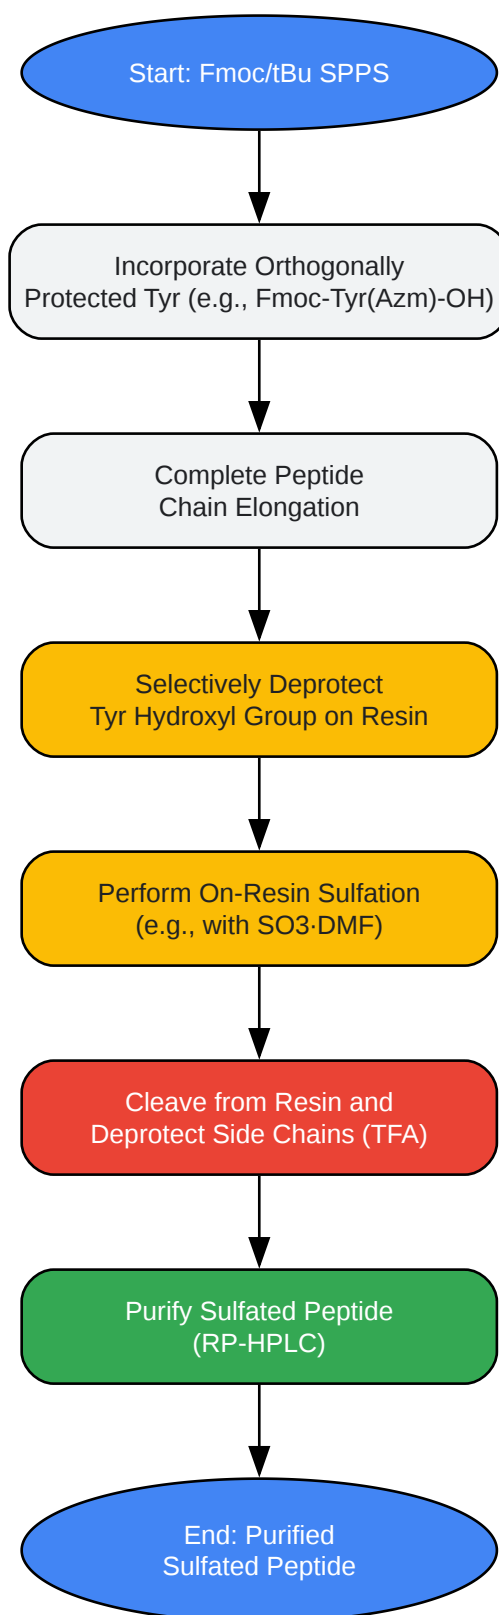 Start: Fmoc/tBu SPPS
Incorporate Orthogonally
Protected Tyr (e.g., Fmoc-Tyr(Azm)-OH)
Complete Peptide
Chain Elongation
Selectively Deprotect
Tyr Hydroxyl Group on Resin
Perform On-Resin Sulfation
(e.g., with SO3·DMF)
Cleave from Resin and
Deprotect Side Chains (TFA)
Purify Sulfated Peptide
(RP-HPLC)
End: Purified
Sulfated Peptide